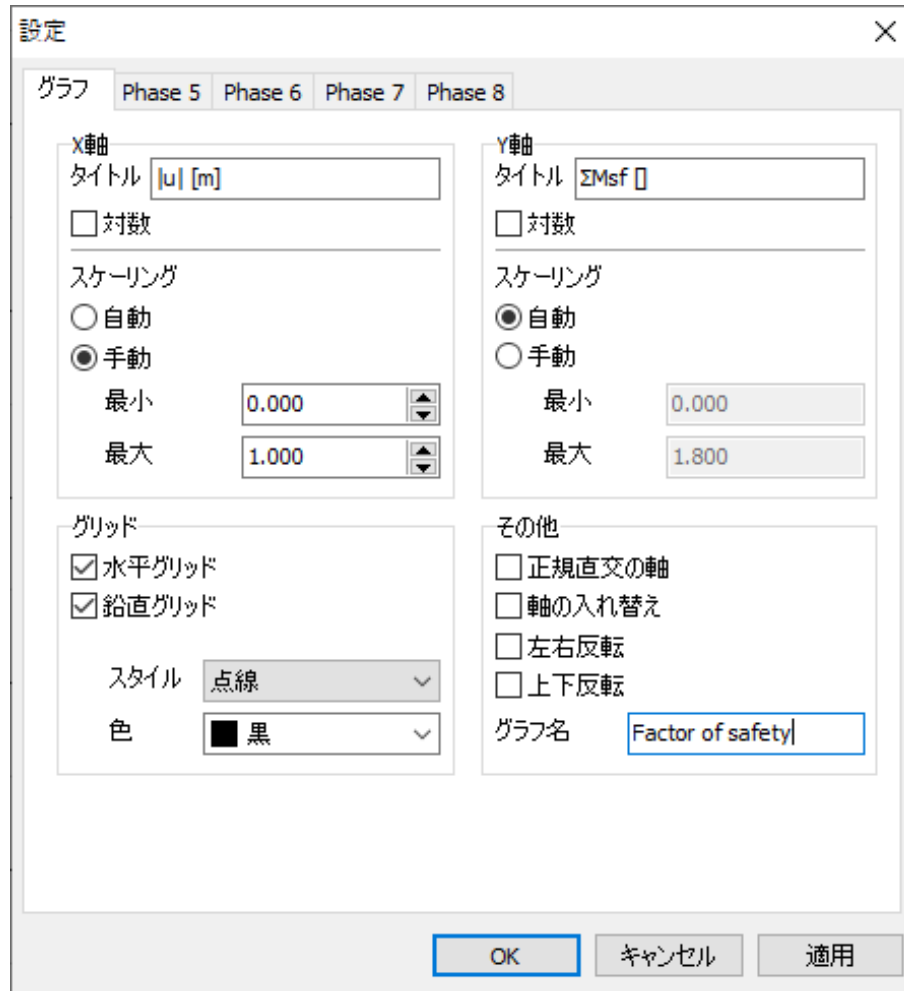 設定
グラフ Phase 5 Phase 6 Phase 7 Phase 8
X軸
タイトル |u| [m]
対数
スケーリング
自動
手動
最小 0.000
最大 1.000
Y軸
タイトル ΣMsf []
対数
スケーリング
自動
手動
最小 0.000
最大 1.800
グリッド
水平グリッド
鉛直グリッド
スタイル 点線
色 黒
その他
正規直交の軸
軸の入れ替え
左右反転
上下反転
グラフ名 Factor of safety
OK キャンセル 適用